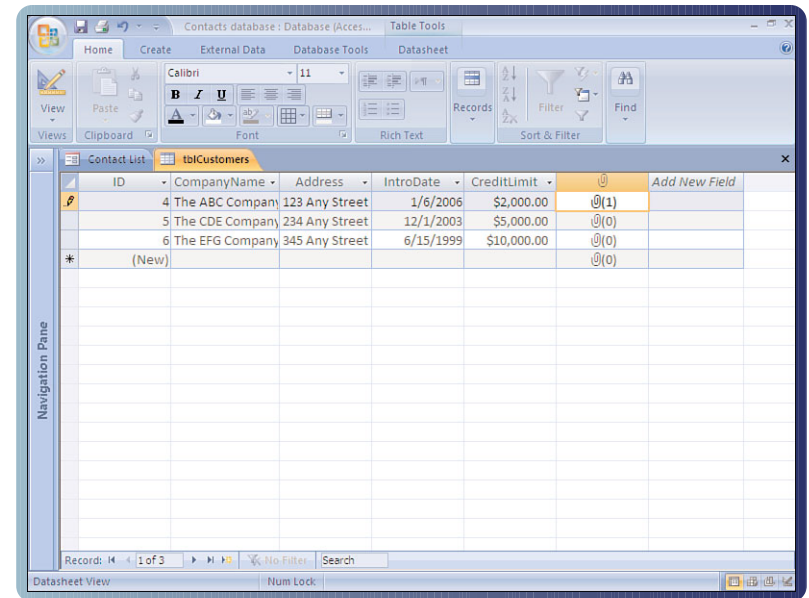 Contacts database : Database (Acces... Table Tools
Home Create External Data Database Tools Datasheet
Calibri 11
B I U
View Paste Records Filter Find
Views Clipboard Font Rich Text Sort & Filter
Contact List tblCustomers
ID CompanyName Address IntroDate CreditLimit Add New Field
4 The ABC Company 123 Any Street 1/6/2006 $2,000.00 (1)
5 The CDE Company 234 Any Street 12/1/2003 $5,000.00 (0)
6 The EFG Company 345 Any Street 6/15/1999 $10,000.00 (0)
* (New) (0)
Navigation Pane
Record: 1 of 3 No Filter Search
Datasheet View Num Lock